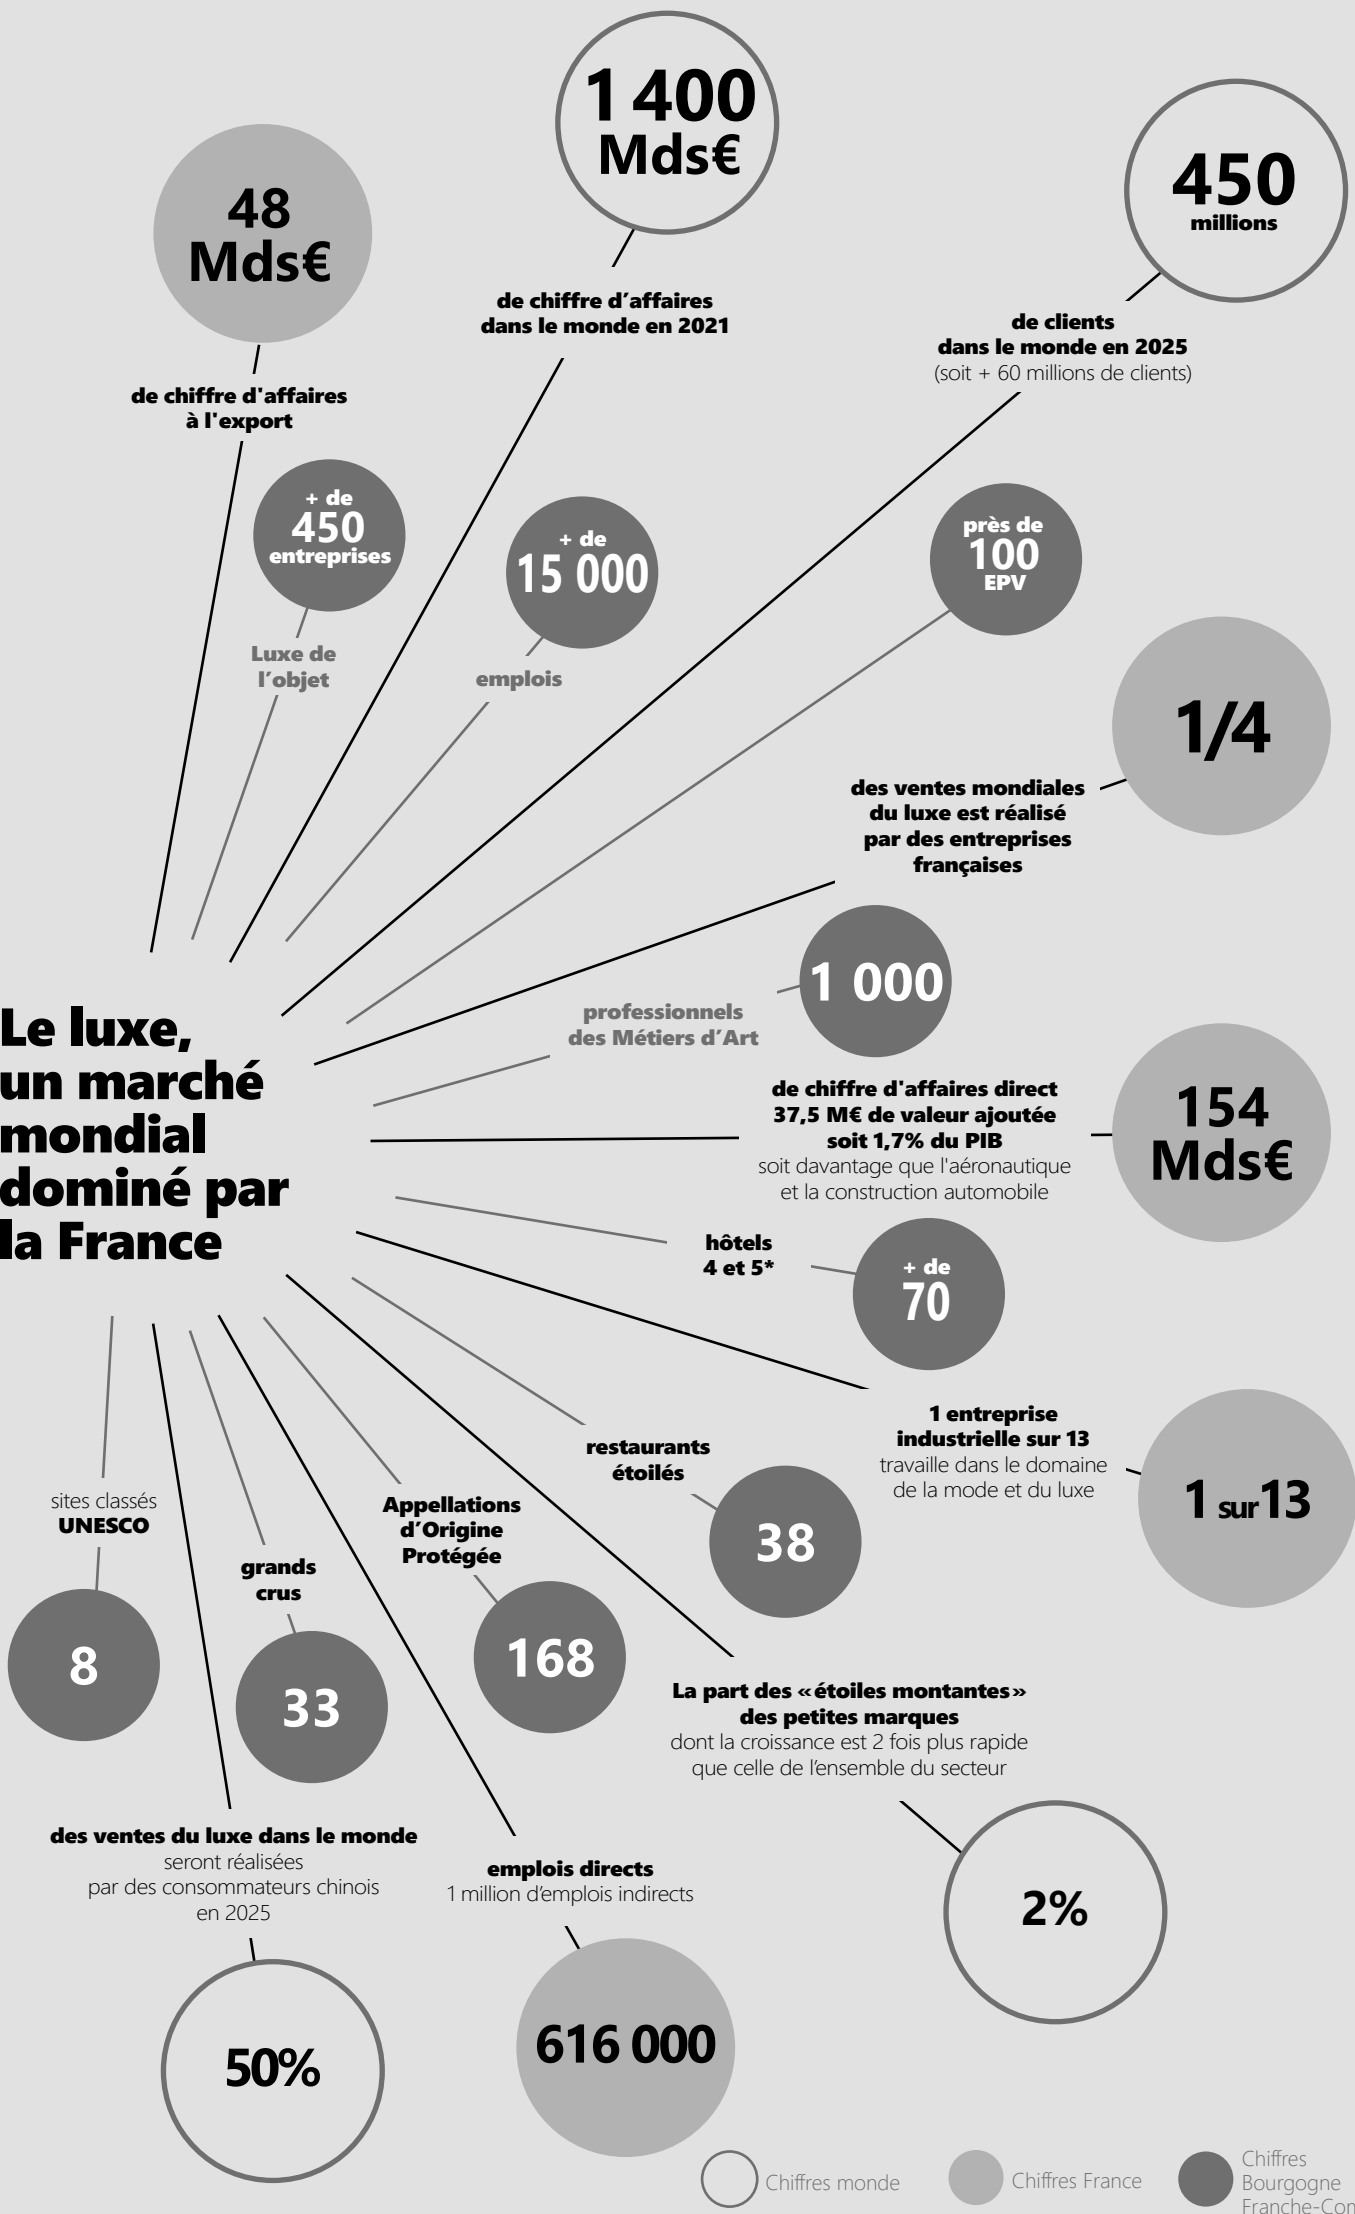 1 400
Mds€
de chiffre d’affaires
dans le monde en 2021
48
Mds€
de chiffre d'affaires
à l'export
450
millions
de clients
dans le monde en 2025
(soit + 60 millions de clients)
+ de
450
entreprises
Luxe de
l’objet
+ de
15 000
emplois
près de
100
EPV
1/4
des ventes mondiales
du luxe est réalisé
par des entreprises
françaises
1 000
professionnels
des Métiers d’Art
Le luxe,
un marché
mondial
dominé par
la France
de chiffre d'affaires direct
37,5 M€ de valeur ajoutée
soit 1,7% du PIB
soit davantage que l'aéronautique
et la construction automobile
154
Mds€
hôtels
4 et 5*
+ de
70
1 entreprise
industrielle sur 13
travaille dans le domaine
de la mode et du luxe
1 sur 13
restaurants
étoilés
38
Appellations
d’Origine
Protégée
168
sites classés
UNESCO
8
grands
crus
33
La part des «étoiles montantes»
des petites marques
dont la croissance est 2 fois plus rapide
que celle de l’ensemble du secteur
2%
des ventes du luxe dans le monde
seront réalisées
par des consommateurs chinois
en 2025
50%
emplois directs
1 million d’emplois indirects
616 000
Chiffres monde
Chiffres France
Chiffres
Bourgogne